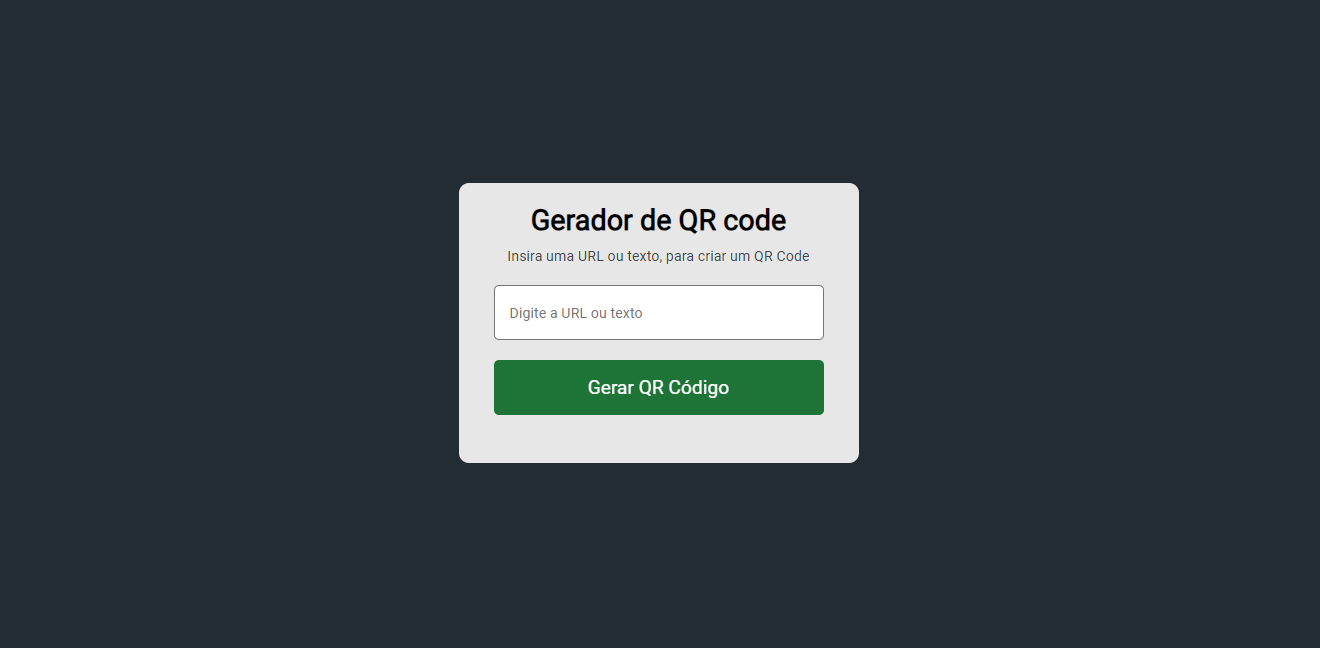 Gerador de QR code
Insira uma URL ou texto, para criar um QR Code
Digite a URL ou texto
Gerar QR Código